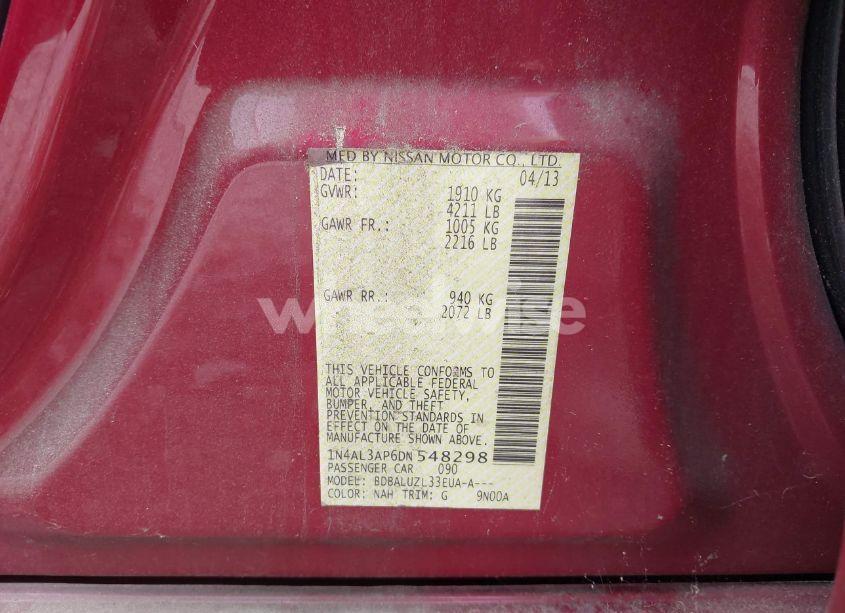 MFD BY NISSAN MOTOR CO., LTD.
DATE: 04/13
GVWR: 1910 KG
4211 LB
GAWR FR.: 1005 KG
2216 LB
GAWR RR.: 940 KG
2072 LB
wheelwise
THIS VEHICLE CONFORMS TO
ALL APPLICABLE FEDERAL
MOTOR VEHICLE SAFETY,
BUMPER, AND THEFT
PREVENTION STANDARDS IN
EFFECT ON THE DATE OF
MANUFACTURE SHOWN ABOVE.
1N4AL3AP6DN 548298
PASSENGER CAR 090
MODEL: BDBALUZL33EUA-A---
COLOR: NAH TRIM: G 9N00A